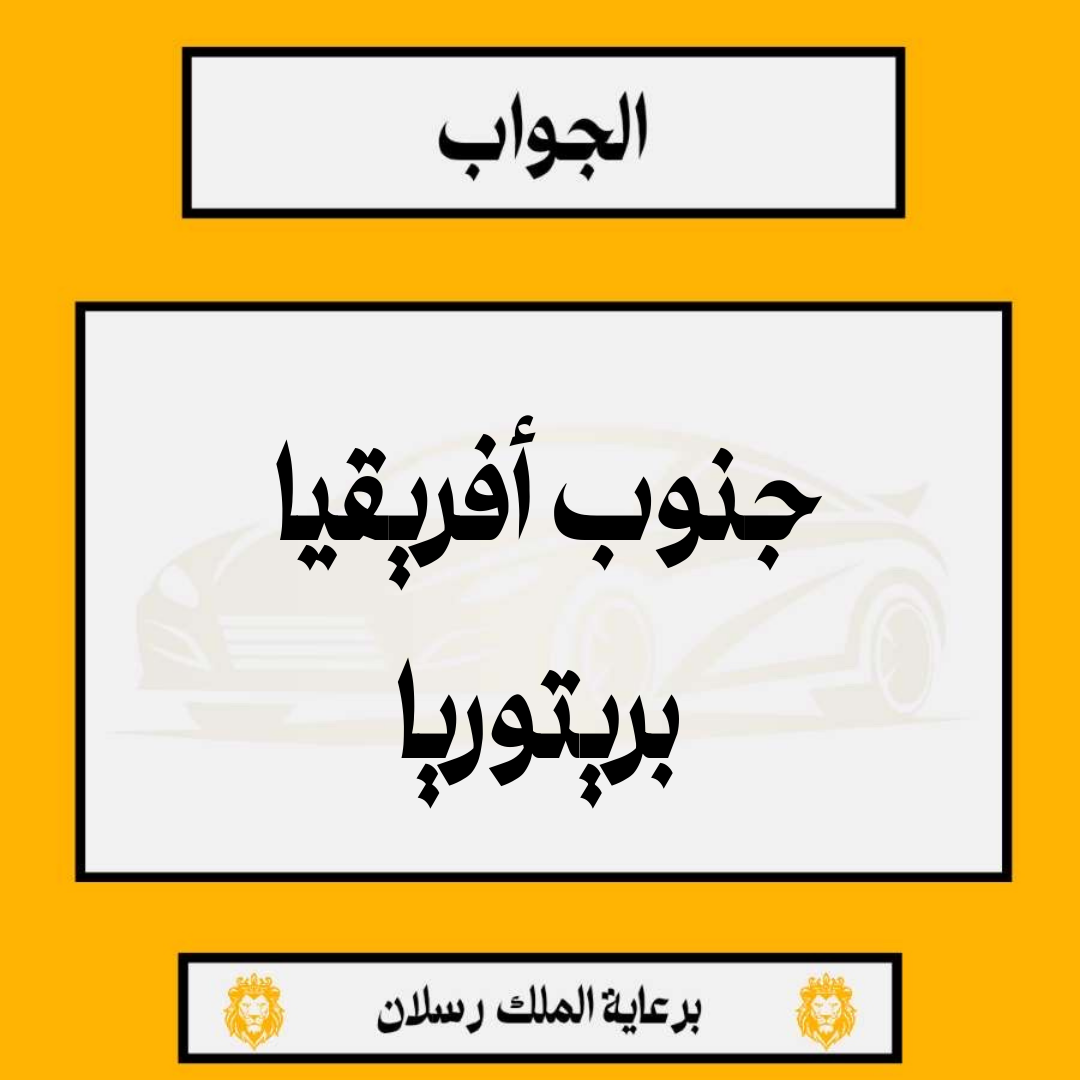 الجواب
جنوب أفريقيا
بريتوريا
برعاية الملك رسلان